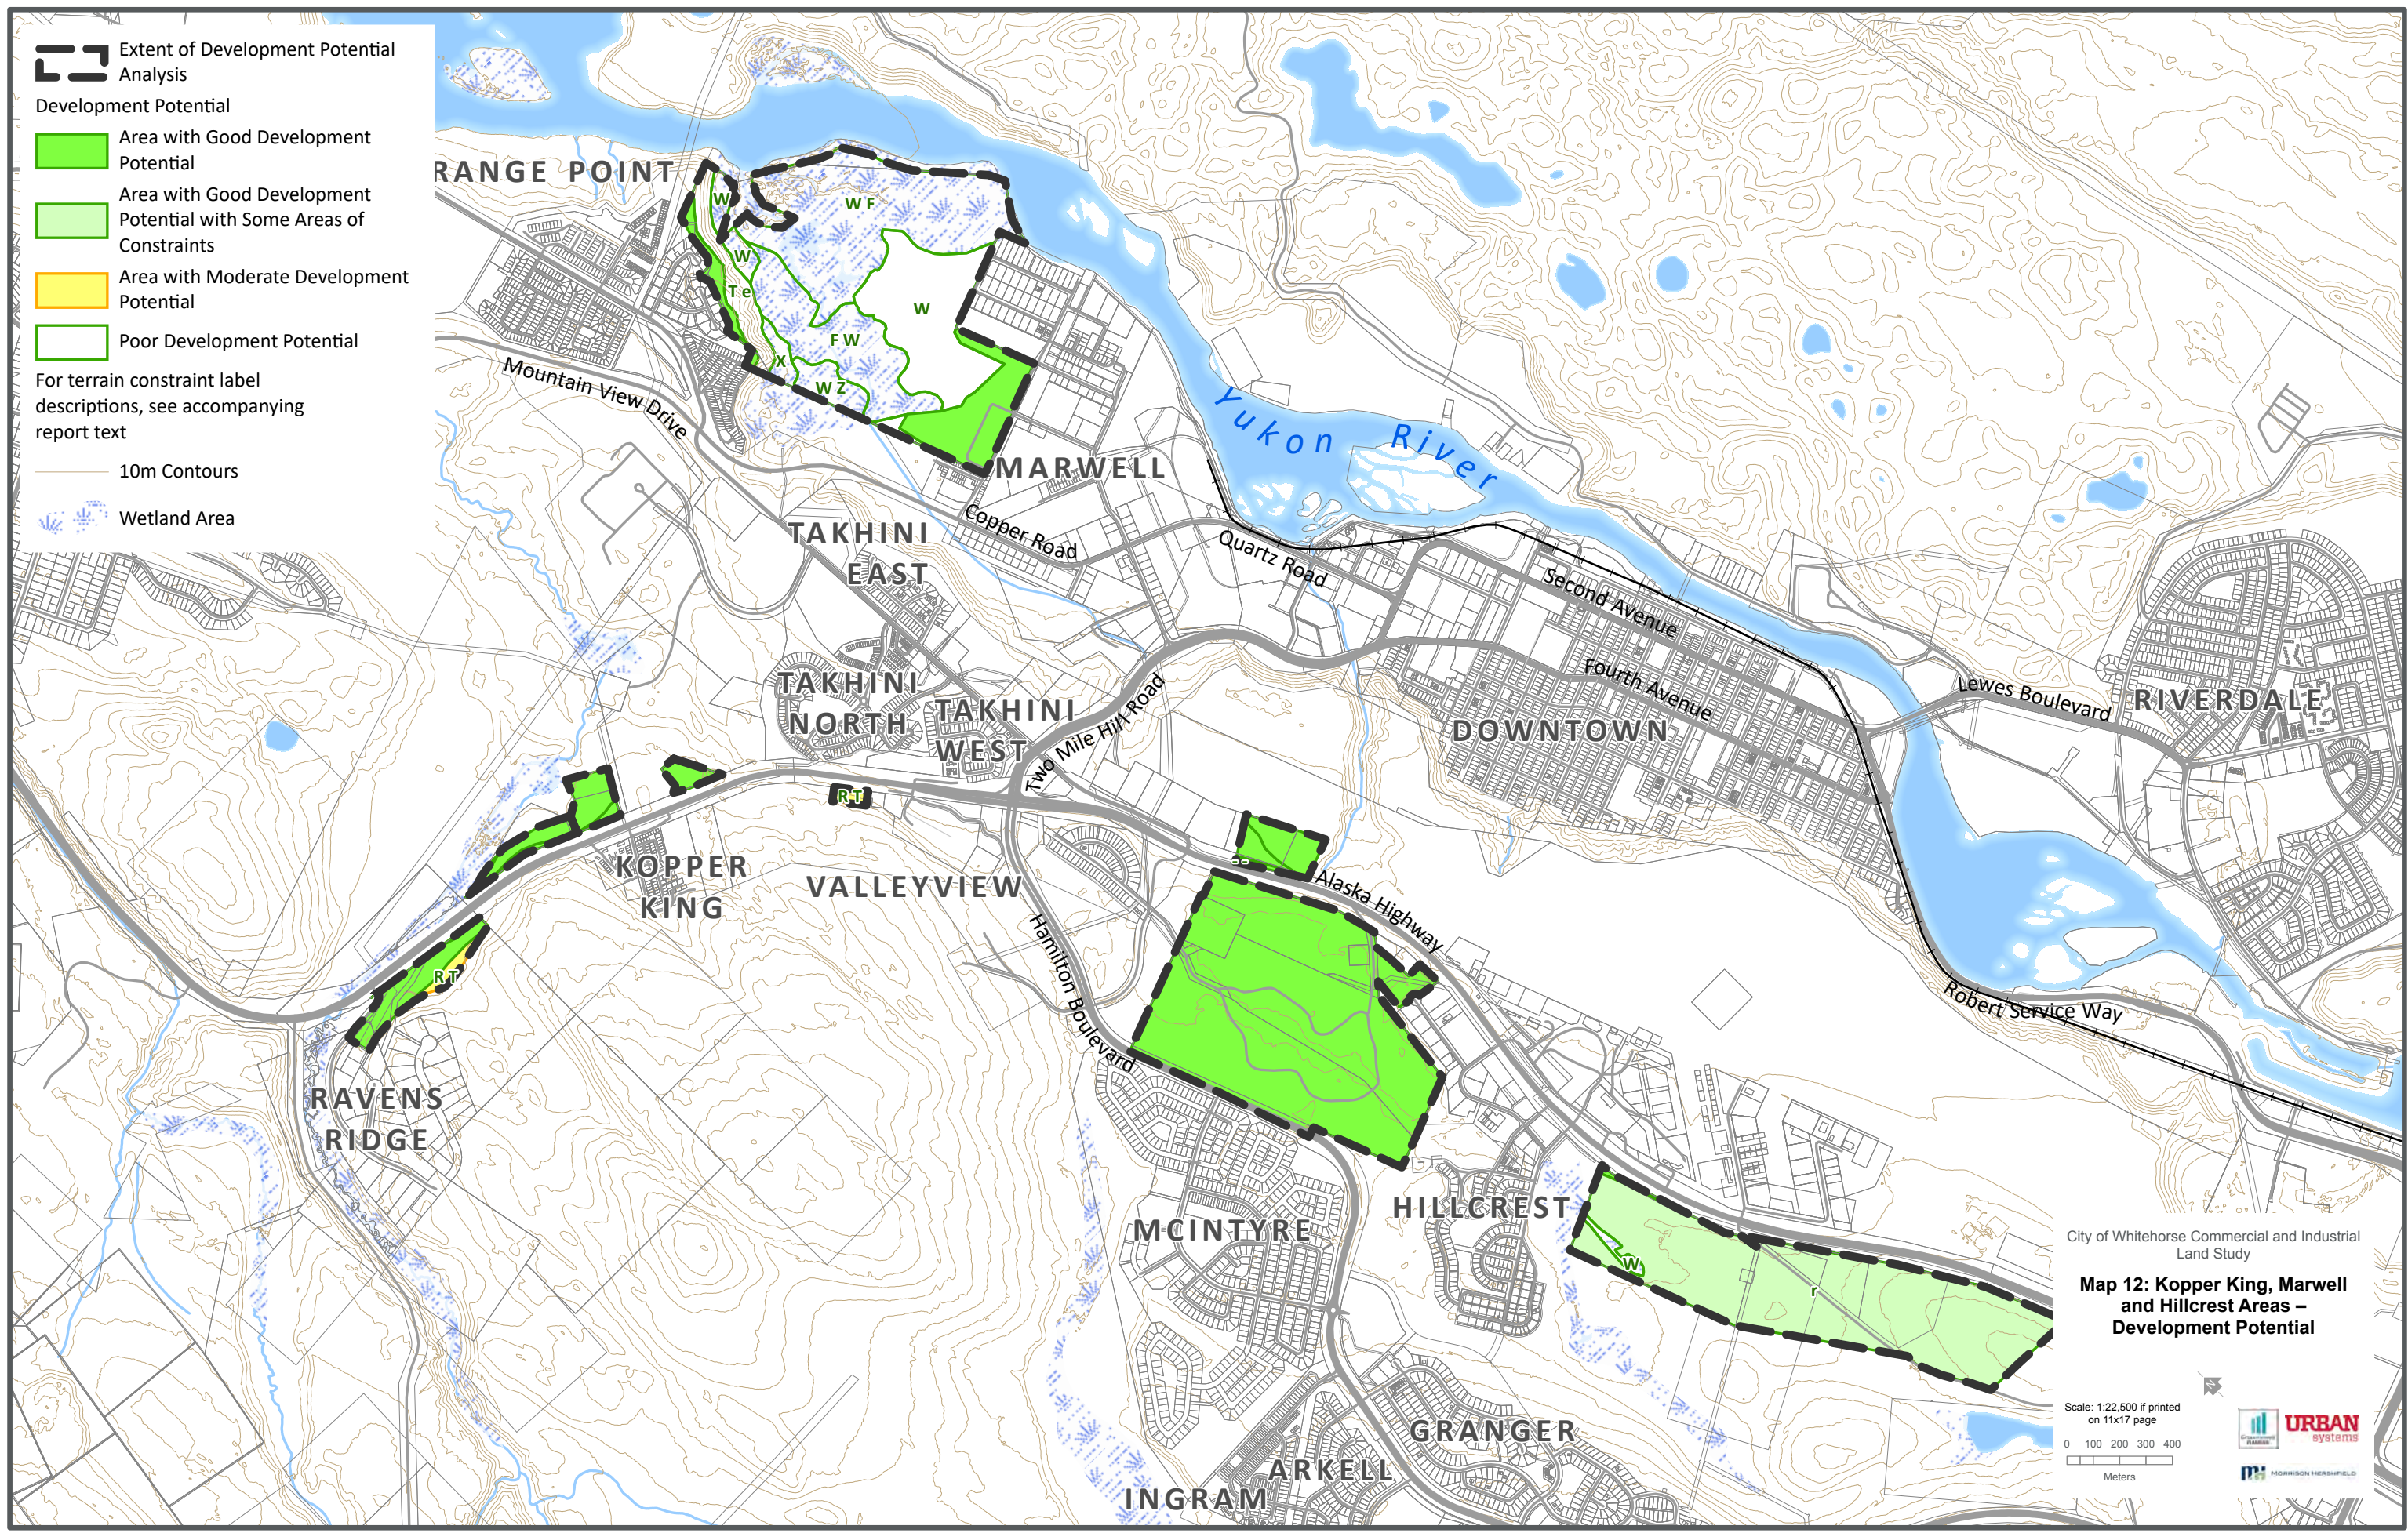 Extent of Development Potential
Analysis
Development Potential
Area with Good Development
Potential
Area with Good Development
Potential with Some Areas of
Constraints
Area with Moderate Development
Potential
Poor Development Potential
For terrain constraint label
descriptions, see accompanying
report text
10m Contours
Wetland Area
RANGE POINT
W
W F
W
T e
W
F W
X
W Z
Mountain View Drive
MARWELL
Yukon River
TAKHINI
EAST
Copper Road
Quartz Road
Second Avenue
Fourth Avenue
Lewes Boulevard
RIVERDALE
TAKHINI
NORTH
TAKHINI
WEST
Two Mile Hill Road
DOWNTOWN
R T
KOPPER
KING
VALLEYVIEW
--
Alaska Highway
Hamilton Boulevard
R T
Robert Service Way
RAVENS
RIDGE
MCINTYRE
HILLCREST
W
r
GRANGER
ARKELL
INGRAM
City of Whitehorse Commercial and Industrial
Land Study
Map 12: Kopper King, Marwell
and Hillcrest Areas –
Development Potential
Scale: 1:22,500 if printed
on 11x17 page
0 100 200 300 400
Meters
URBAN
systems
MORRISON HERSHFIELD